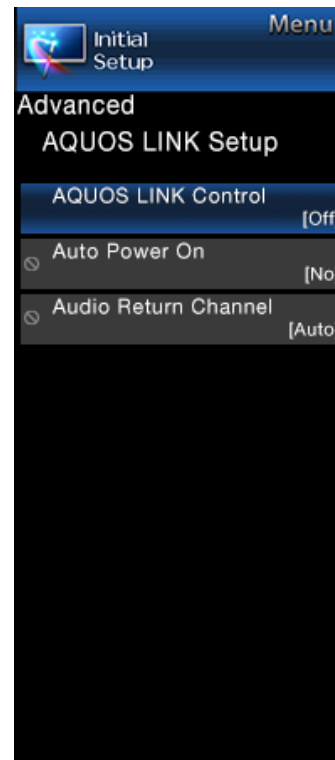 Menu
Initial
Setup
Advanced
AQUOS LINK Setup
AQUOS LINK Control
[Off
Auto Power On
[No
Audio Return Channel
[Auto